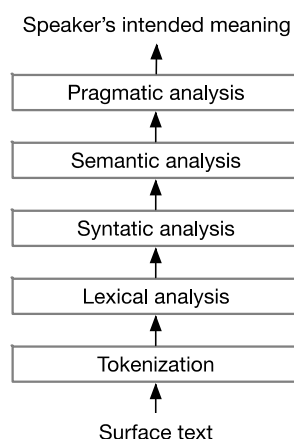 Speaker's intended meaning
Pragmatic analysis
Semantic analysis
Syntatic analysis
Lexical analysis
Tokenization
Surface text